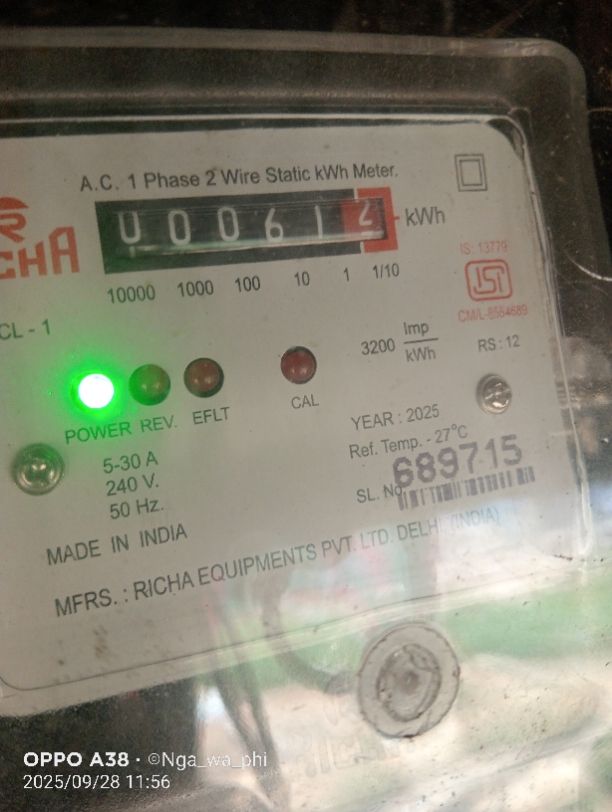 A.C. 1 Phase 2 Wire Static kWh Meter.
RICHA
0 0 0 6 1 2 kWh
10000 1000 100 10 1 1/10
IS: 13779
ISI
CM/L-8554689
CL - 1
3200 Imp/kWh
RS : 12
POWER REV. EFLT CAL
YEAR : 2025
Ref. Temp. - 27°C
5-30 A
240 V.
50 Hz.
SL. No. 689715
MADE IN INDIA
MFRS. : RICHA EQUIPMENTS PVT. LTD. DELHI (INDIA)
OPPO A38 · ©Nga_wa_phi
2025/09/28 11:56